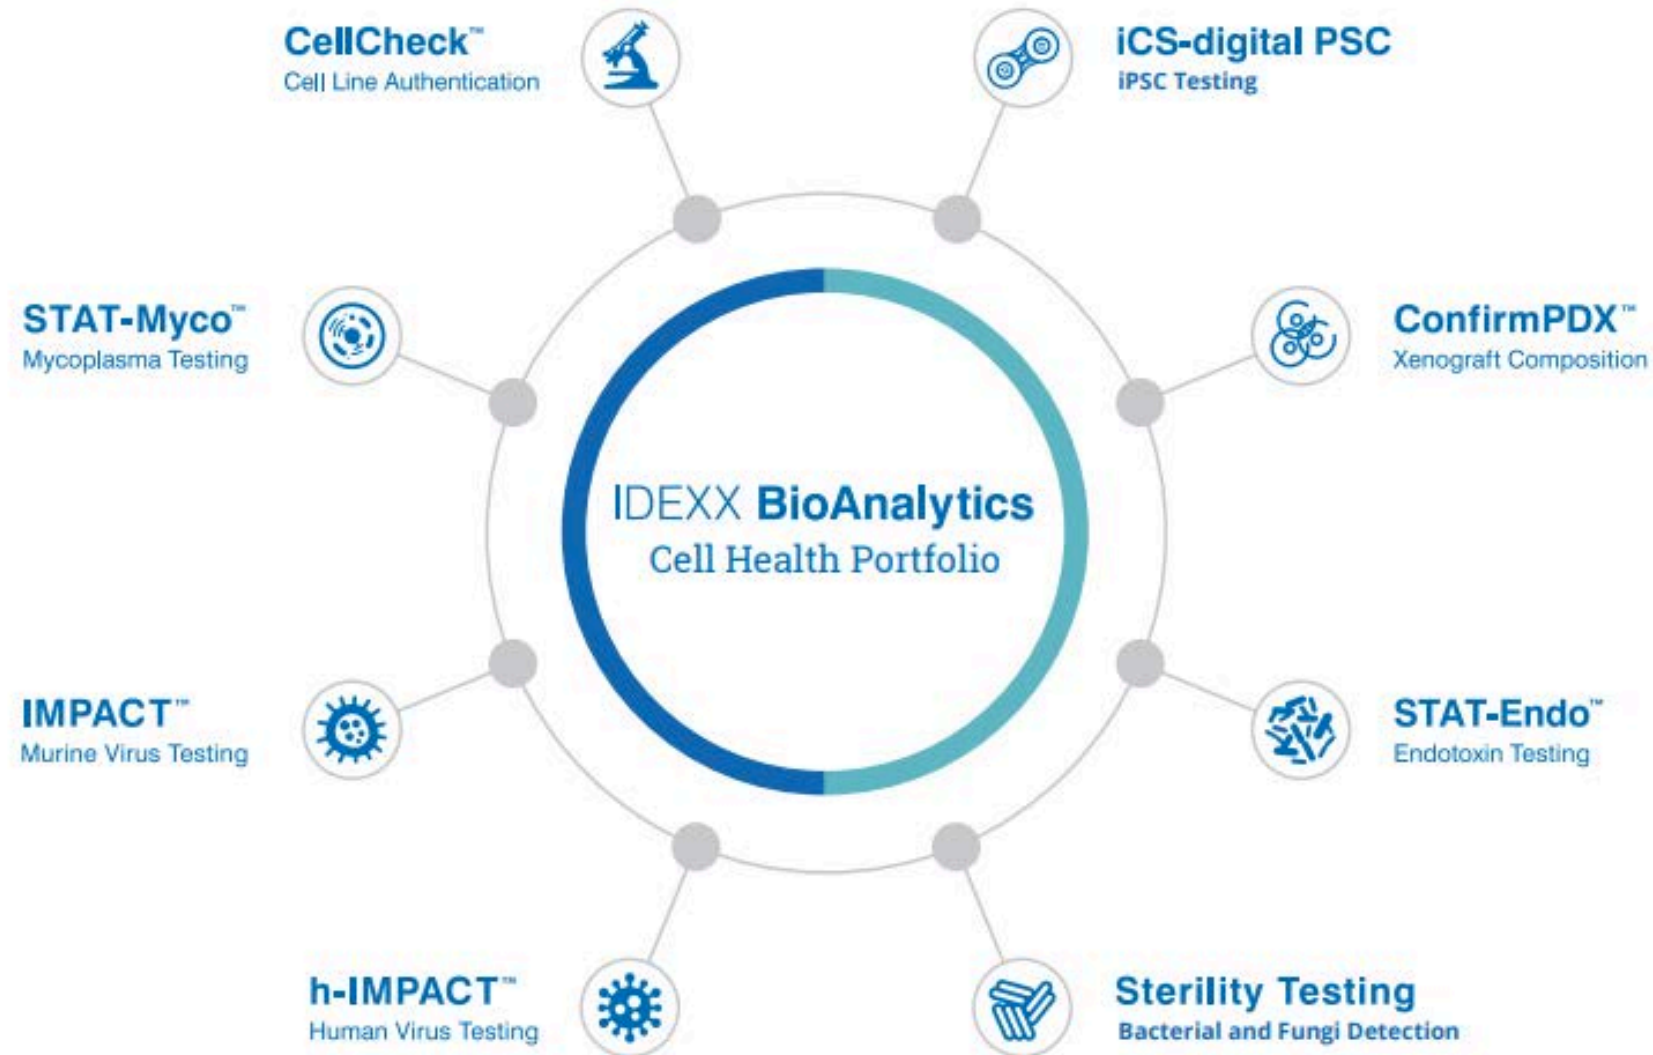 CellCheck™
Cell Line Authentication
iCS-digital PSC
iPSC Testing
STAT-Myco™
Mycoplasma Testing
ConfirmPDX™
Xenograft Composition
IDEXX BioAnalytics
Cell Health Portfolio
IMPACT™
Murine Virus Testing
STAT-Endo™
Endotoxin Testing
h-IMPACT™
Human Virus Testing
Sterility Testing
Bacterial and Fungi Detection